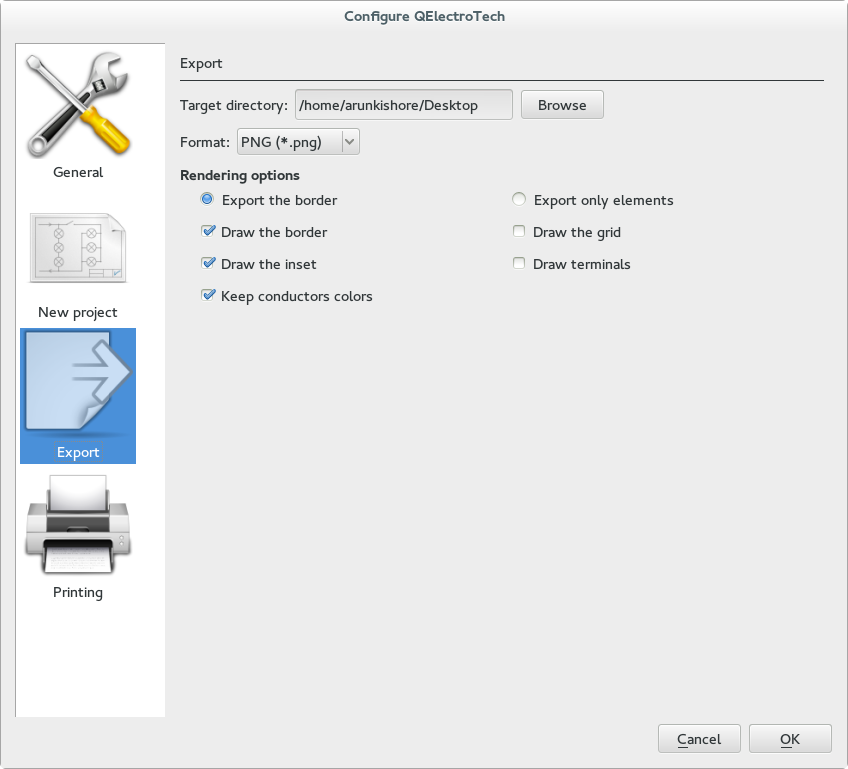 Configure QElectroTech
General
New project
Export
Printing
Export
Target directory: /home/arunkishore/Desktop Browse
Format: PNG (*.png)
Rendering options
Export the border Export only elements
Draw the border Draw the grid
Draw the inset Draw terminals
Keep conductors colors
Cancel OK